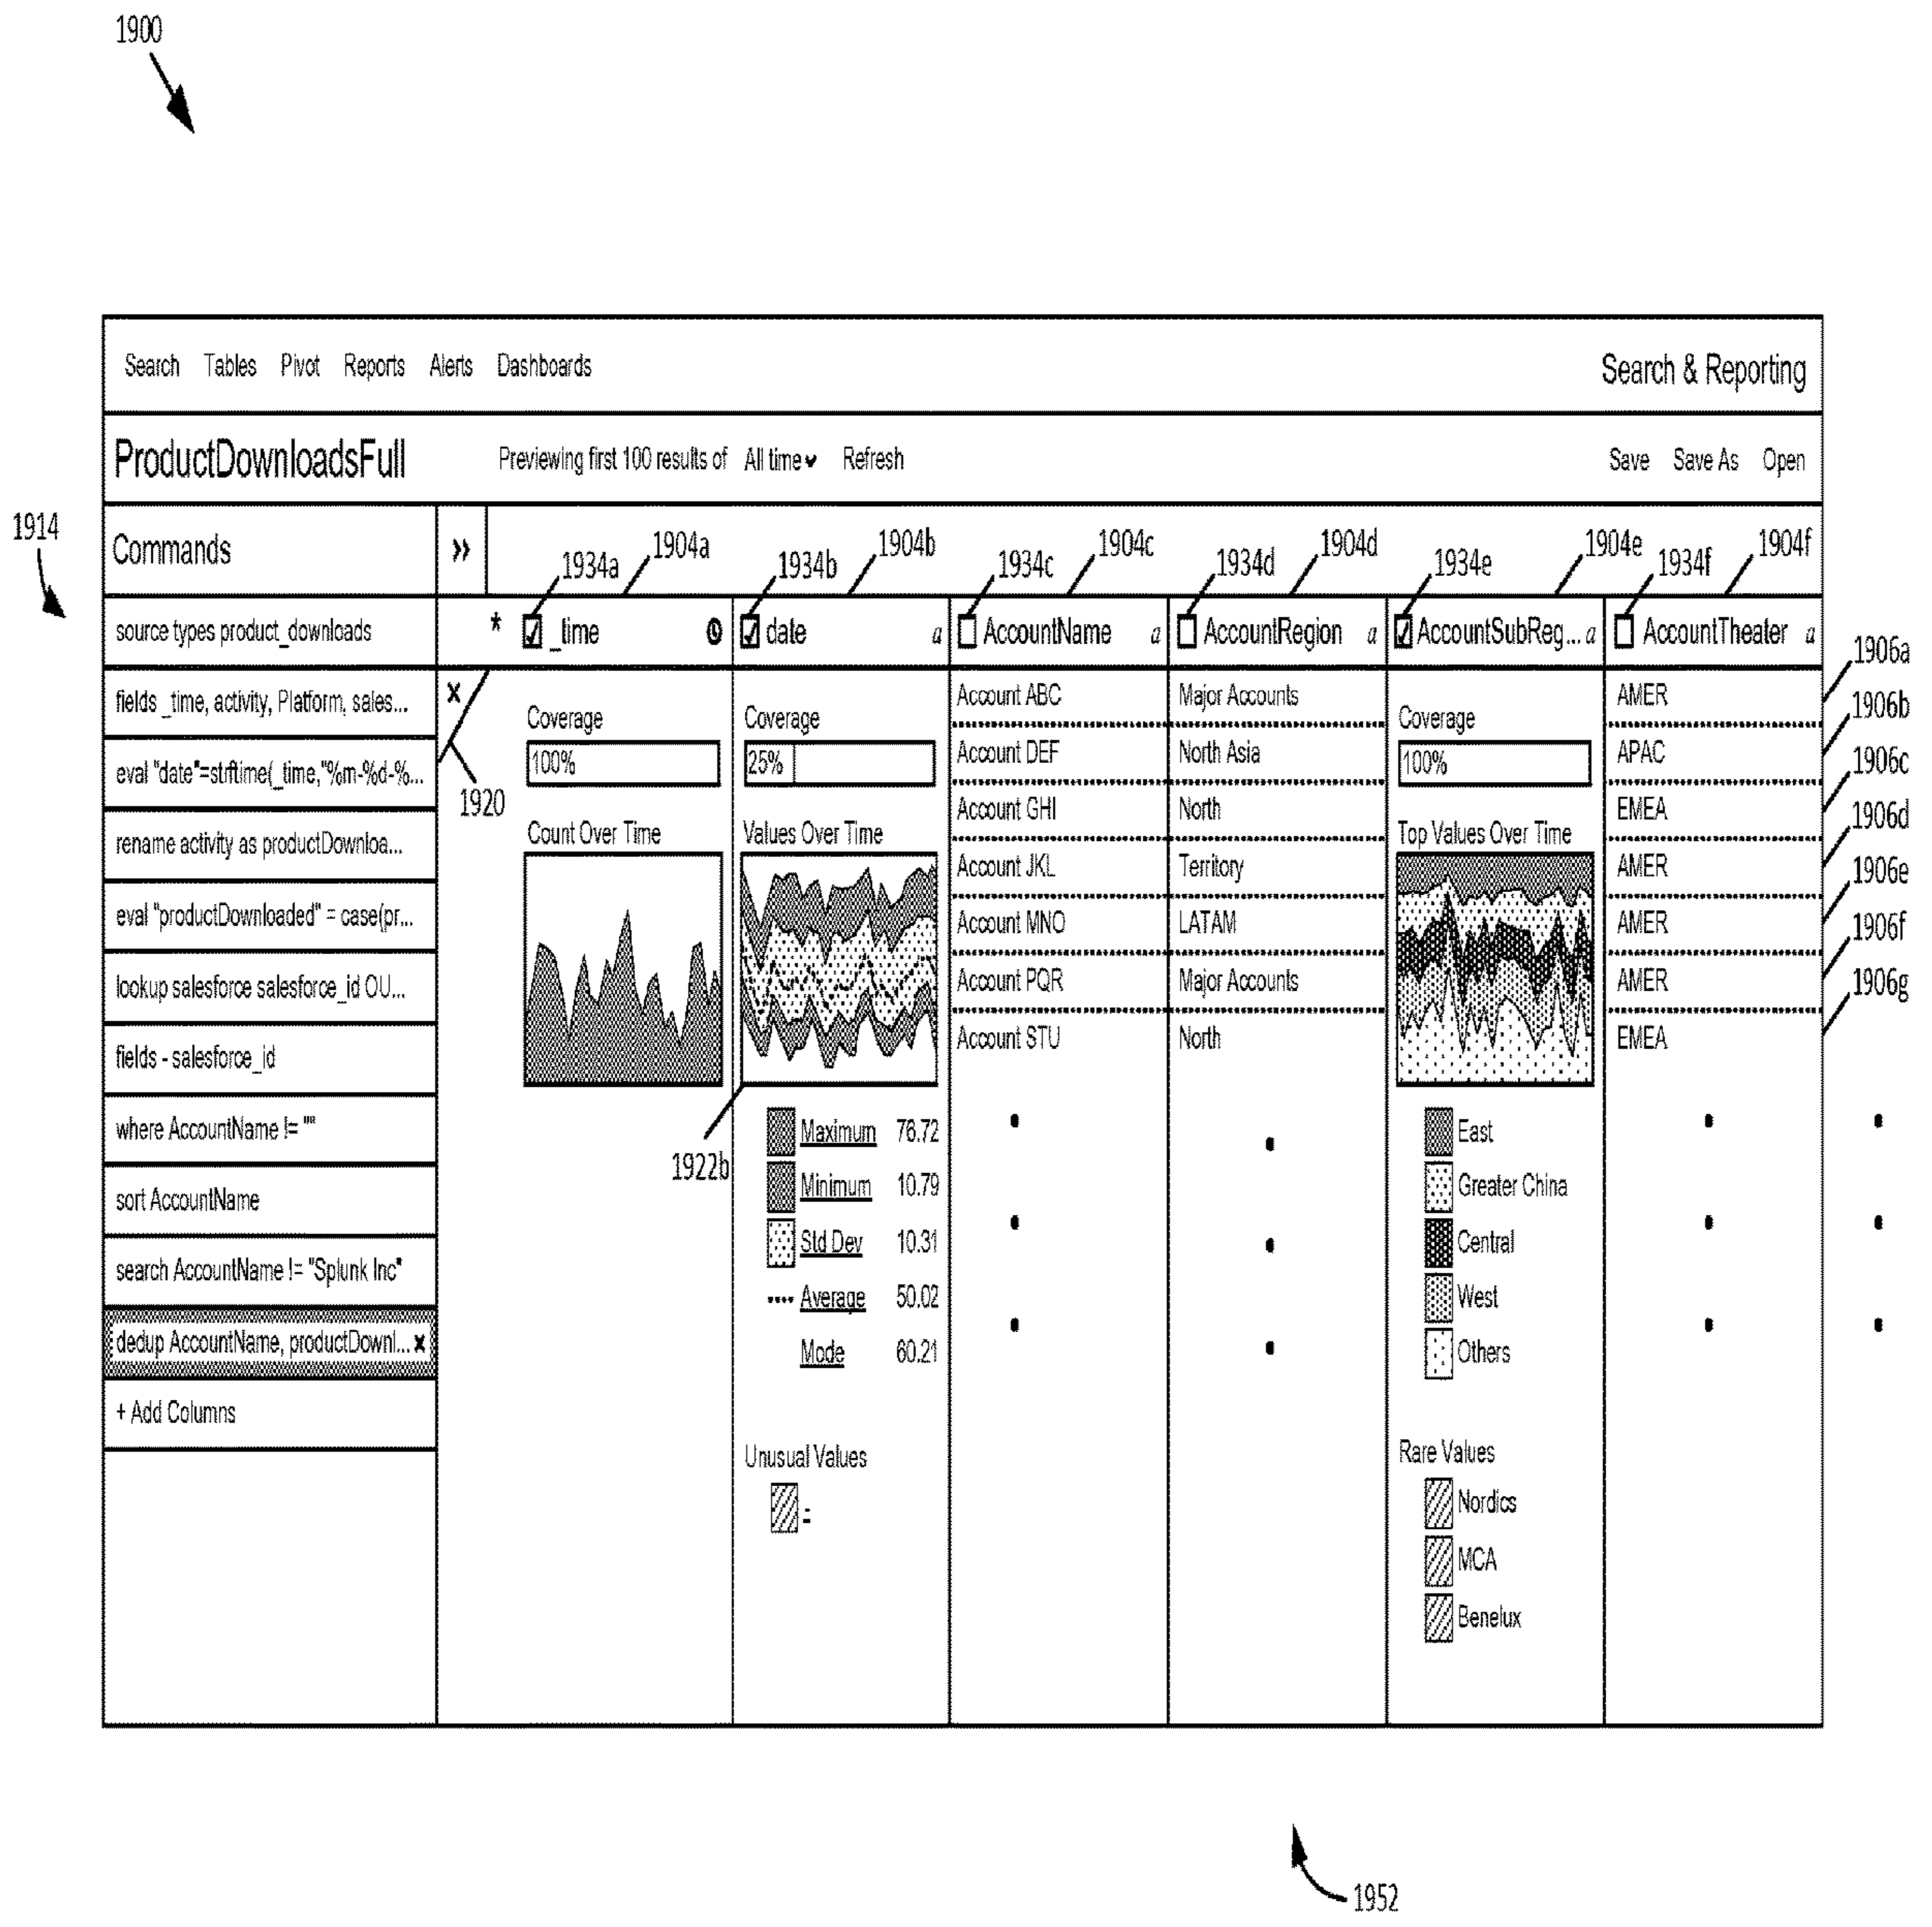 1900
Search Tables Pivot Reports Alerts Dashboards Search & Reporting
ProductDownloadsFull Previewing first 100 results of All time Refresh Save Save As Open
1914
Commands »
1934a 1904a 1934b 1904b 1934c 1904c 1934d 1904d 1934e 1904e 1934f 1904f
source types product_downloads
* _time date a AccountName a AccountRegion a AccountSubReg... a AccountTheater a
fields _time, activity, Platform, sales...
x
eval "date"=strftime(_time,"%m-%d-%...
rename activity as productDownloa...
eval "productDownloaded" = case(pr...
lookup salesforce salesforce_id OU...
fields - salesforce_id
where AccountName != ""
sort AccountName
search AccountName != "Splunk Inc"
dedup AccountName, productDownl... x
+ Add Columns
1920
Coverage
100%
Count Over Time
Coverage
25%
Values Over Time
1922b
Maximum 76.72
Minimum 10.79
Std Dev 10.31
Average 50.02
Mode 60.21
Unusual Values
-
Account ABC
Account DEF
Account GHI
Account JKL
Account MNO
Account PQR
Account STU
Major Accounts
North Asia
North
Territory
LATAM
Major Accounts
North
Coverage
100%
Top Values Over Time
East
Greater China
Central
West
Others
Rare Values
Nordics
MCA
Benelux
AMER
APAC
EMEA
AMER
AMER
AMER
EMEA
1906a
1906b
1906c
1906d
1906e
1906f
1906g
1952